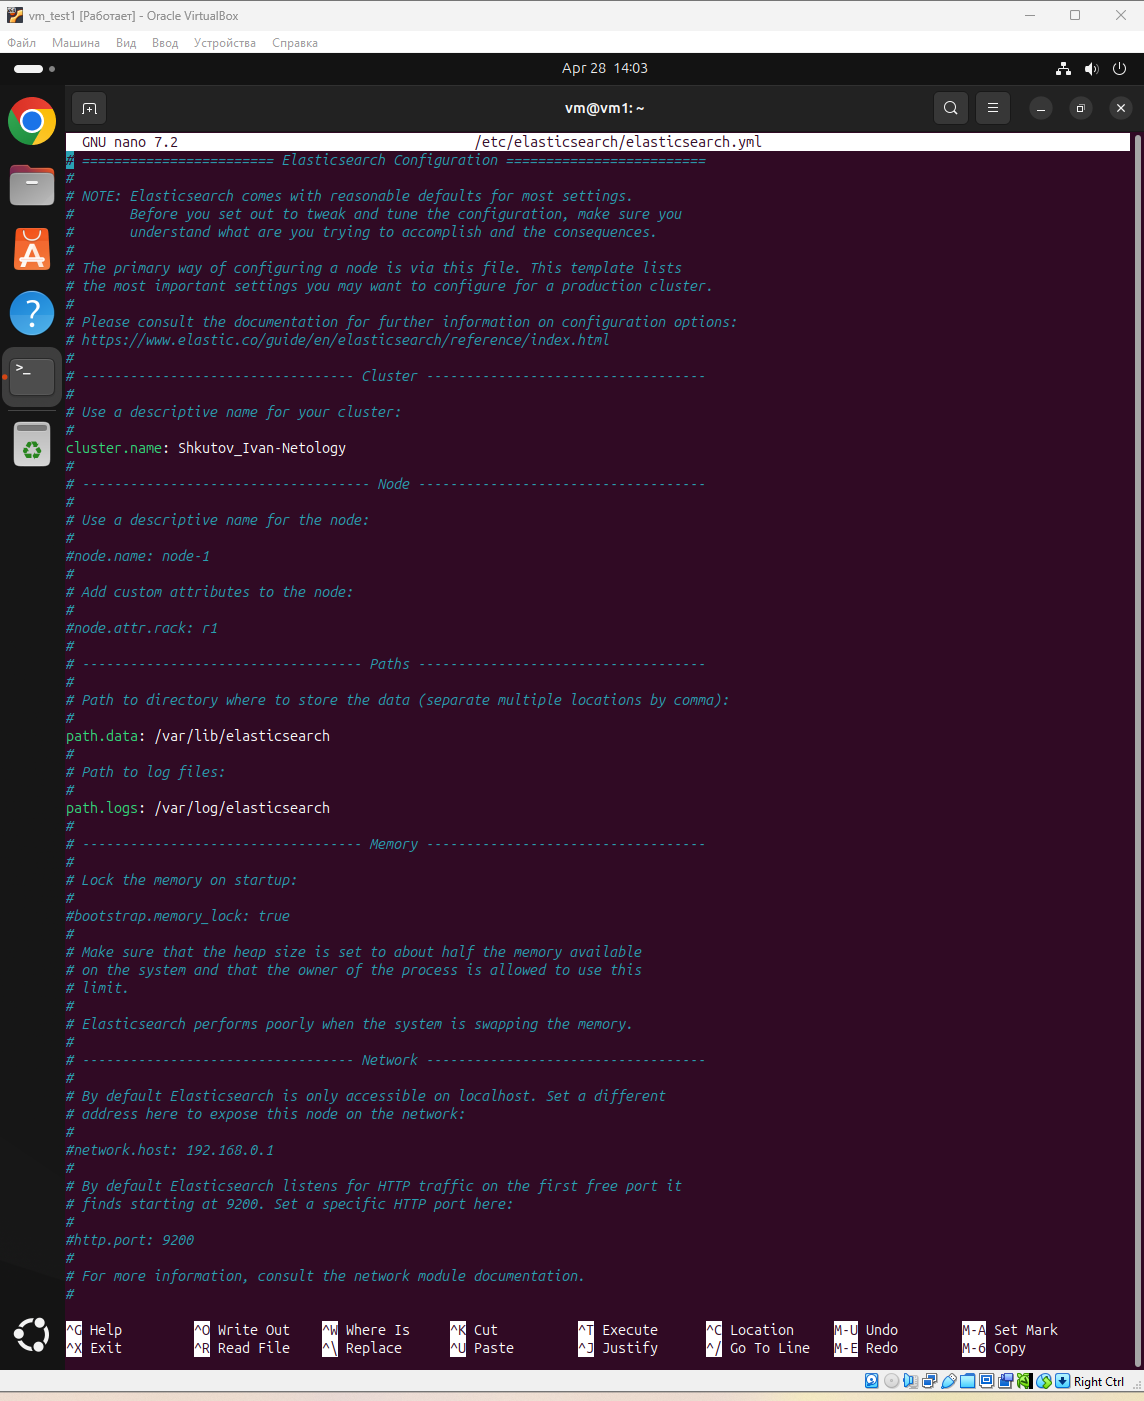 vm_test1 [Работает] - Oracle VirtualBox
Файл Машина Вид Ввод Устройства Справка
Apr 28 14:03
vm@vm1: ~
GNU nano 7.2 /etc/elasticsearch/elasticsearch.yml
# ======================== Elasticsearch Configuration =========================
#
# NOTE: Elasticsearch comes with reasonable defaults for most settings.
#       Before you set out to tweak and tune the configuration, make sure you
#       understand what are you trying to accomplish and the consequences.
#
# The primary way of configuring a node is via this file. This template lists
# the most important settings you may want to configure for a production cluster.
#
# Please consult the documentation for further information on configuration options:
# https://www.elastic.co/guide/en/elasticsearch/reference/index.html
#
# ---------------------------------- Cluster -----------------------------------
#
# Use a descriptive name for your cluster:
#
cluster.name: Shkutov_Ivan-Netology
#
# ------------------------------------ Node ------------------------------------
#
# Use a descriptive name for the node:
#
#node.name: node-1
#
# Add custom attributes to the node:
#
#node.attr.rack: r1
#
# ----------------------------------- Paths ------------------------------------
#
# Path to directory where to store the data (separate multiple locations by comma):
#
path.data: /var/lib/elasticsearch
#
# Path to log files:
#
path.logs: /var/log/elasticsearch
#
# ----------------------------------- Memory -----------------------------------
#
# Lock the memory on startup:
#
#bootstrap.memory_lock: true
#
# Make sure that the heap size is set to about half the memory available
# on the system and that the owner of the process is allowed to use this
# limit.
#
# Elasticsearch performs poorly when the system is swapping the memory.
#
# ---------------------------------- Network -----------------------------------
#
# By default Elasticsearch is only accessible on localhost. Set a different
# address here to expose this node on the network:
#
#network.host: 192.168.0.1
#
# By default Elasticsearch listens for HTTP traffic on the first free port it
# finds starting at 9200. Set a specific HTTP port here:
#
#http.port: 9200
#
# For more information, consult the network module documentation.
#
^G Help ^O Write Out ^W Where Is ^K Cut ^T Execute ^C Location M-U Undo M-A Set Mark
^X Exit ^R Read File ^\ Replace ^U Paste ^J Justify ^/ Go To Line M-E Redo M-6 Copy
Right Ctrl